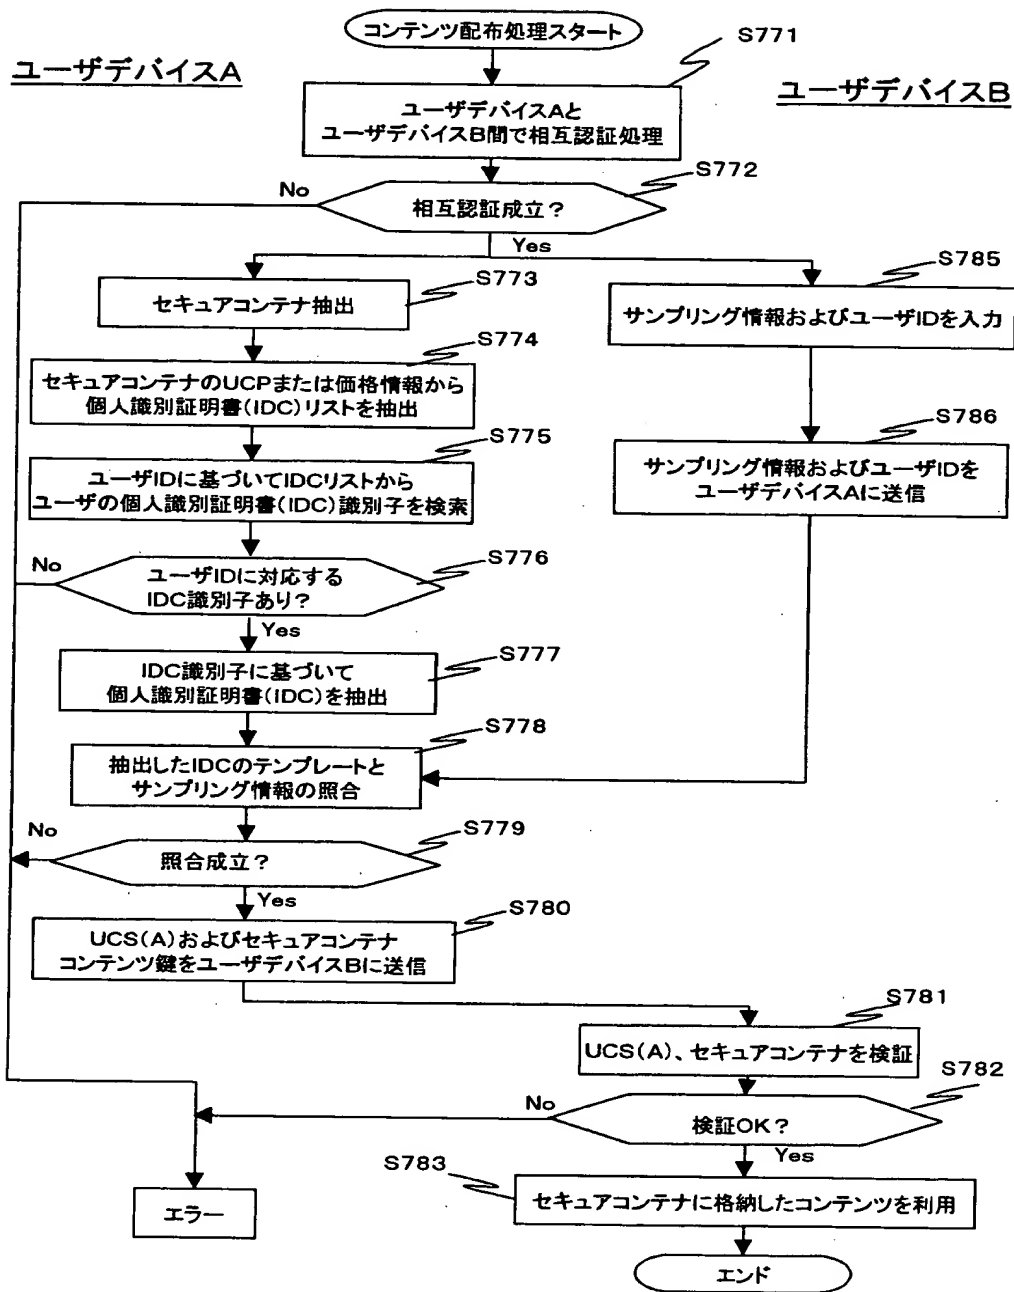 コンテンツ配布処理スタート
S771
ユーザデバイスA
ユーザデバイスB
ユーザデバイスAと
ユーザデバイスB間で相互認証処理
S772
No
相互認証成立？
Yes
S773
S785
セキュアコンテナ抽出
サンプリング情報およびユーザIDを入力
S774
セキュアコンテナのUCPまたは価格情報から
個人識別証明書(IDC)リストを抽出
S775
S786
ユーザIDに基づいてIDCリストから
ユーザの個人識別証明書(IDC)識別子を検索
サンプリング情報およびユーザIDを
ユーザデバイスAに送信
S776
No
ユーザIDに対応する
IDC識別子あり？
Yes
S777
IDC識別子に基づいて
個人識別証明書(IDC)を抽出
S778
抽出したIDCのテンプレートと
サンプリング情報の照合
S779
No
照合成立？
Yes
S780
UCS(A)およびセキュアコンテナ
コンテンツ鍵をユーザデバイスBに送信
S781
UCS(A)、セキュアコンテナを検証
S782
No
検証OK？
Yes
S783
セキュアコンテナに格納したコンテンツを利用
エラー
エンド